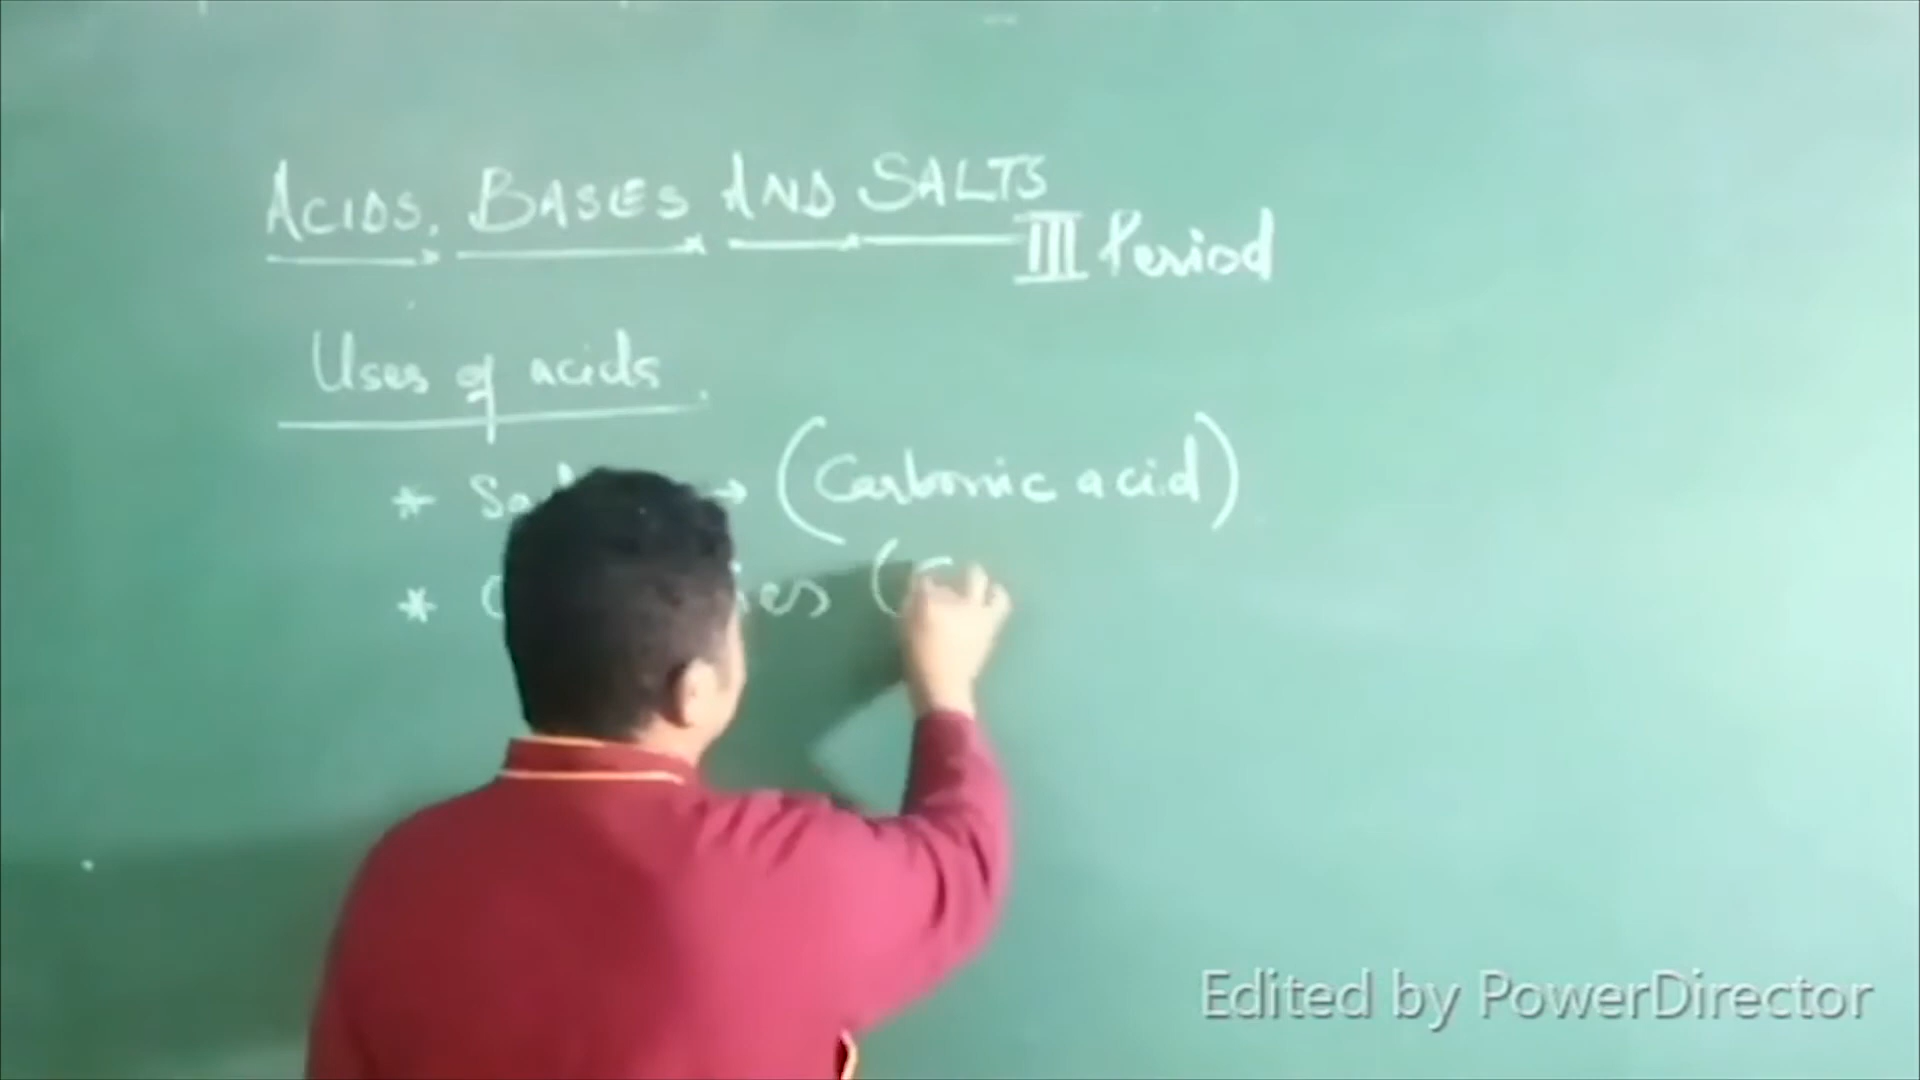 ACIDS, BASES AND SALTS
III Period
Uses of acids
* → (Carbonic acid)
* (
Edited by PowerDirector